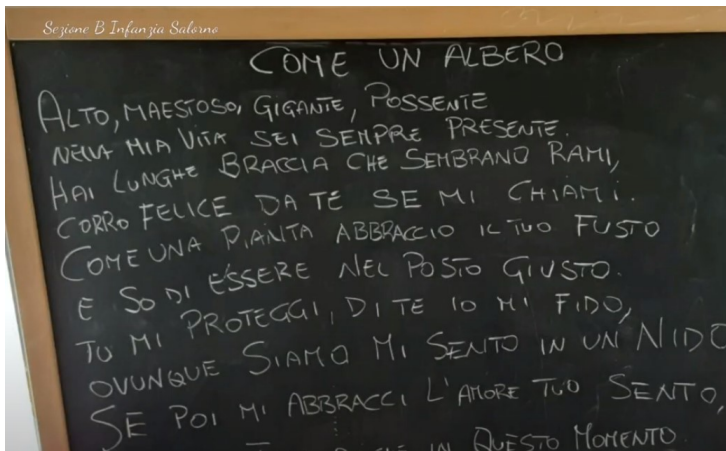 Sezione B Infanzia Salorno
COME UN ALBERO
ALTO, MAESTOSO, GIGANTE, POSSENTE
NELLA MIA VITA SEI SEMPRE PRESENTE.
HAI LUNGHE BRACCIA CHE SEMBRANO RAMI,
CORRO FELICE DA TE SE MI CHIAMI.
COME UNA PIANTA ABBRACCIO IL TUO FUSTO
E SO DI ESSERE NEL POSTO GIUSTO.
TU MI PROTEGGI, DI TE IO MI FIDO,
OVUNQUE SIAMO MI SENTO IN UN NIDO
SE POI MI ABBRACCI L'AMORE TUO SENTO,
IN QUESTO MOMENTO